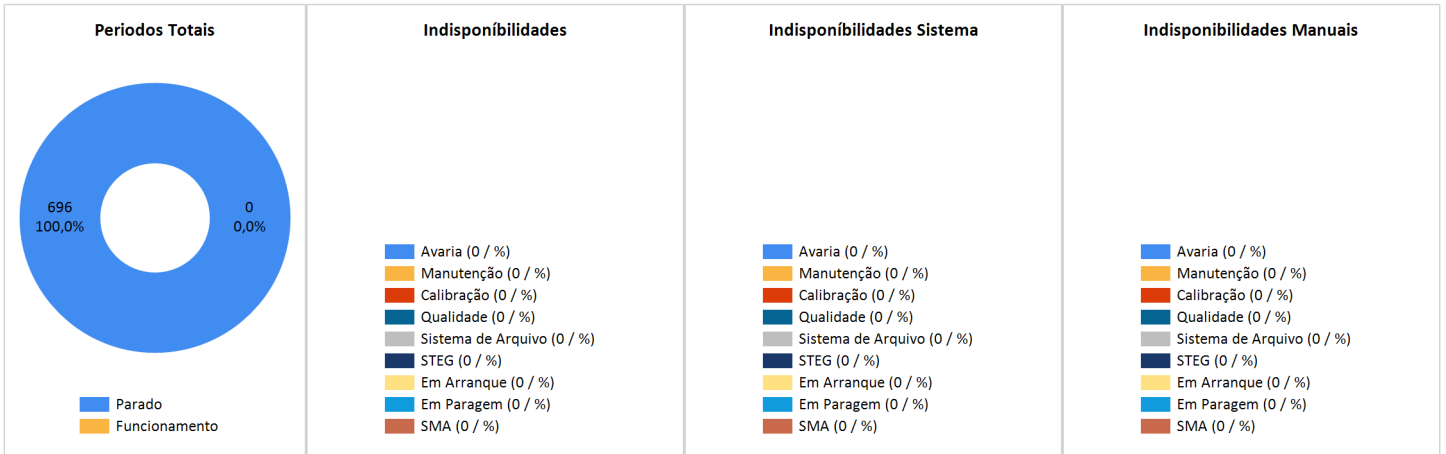 Periodos Totais
696
100,0%
0
0,0%
Parado
Funcionamento
Indisponíbilidades
Avaria (0 / %)
Manutenção (0 / %)
Calibração (0 / %)
Qualidade (0 / %)
Sistema de Arquivo (0 / %)
STEG (0 / %)
Em Arranque (0 / %)
Em Paragem (0 / %)
SMA (0 / %)
Indisponíbilidades Sistema
Avaria (0 / %)
Manutenção (0 / %)
Calibração (0 / %)
Qualidade (0 / %)
Sistema de Arquivo (0 / %)
STEG (0 / %)
Em Arranque (0 / %)
Em Paragem (0 / %)
SMA (0 / %)
Indisponíbilidades Manuais
Avaria (0 / %)
Manutenção (0 / %)
Calibração (0 / %)
Qualidade (0 / %)
Sistema de Arquivo (0 / %)
STEG (0 / %)
Em Arranque (0 / %)
Em Paragem (0 / %)
SMA (0 / %)